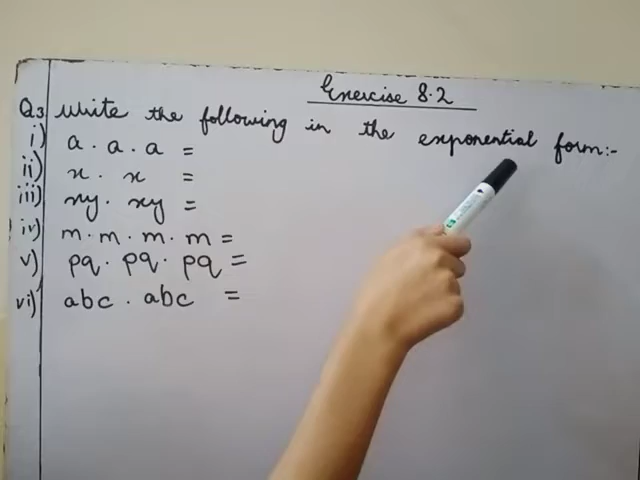 Exercise 8.2
Q3 Write the following in the exponential form:-
i) a . a . a =
ii) x . x =
iii) xy . xy =
iv) m . m . m . m =
v) pq . pq . pq =
vi) abc . abc =